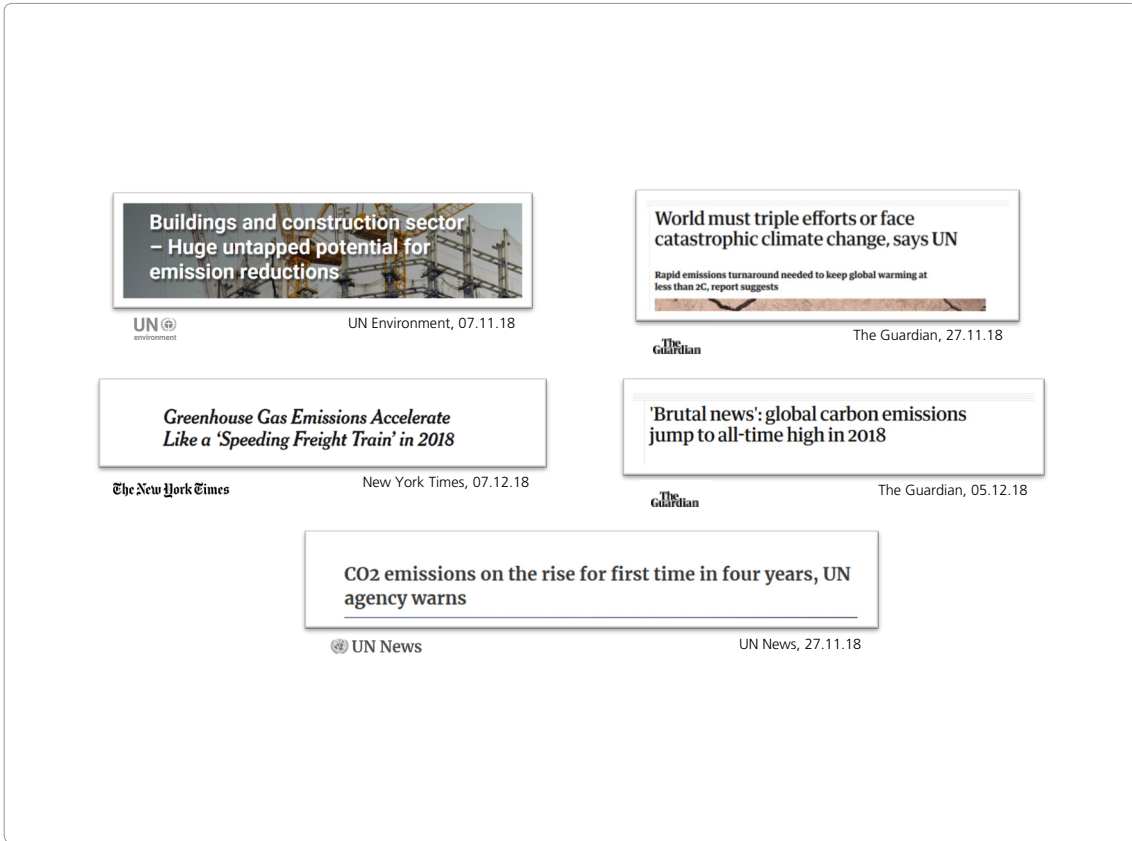 Buildings and construction sector
– Huge untapped potential for
emission reductions
UN
environment
UN Environment, 07.11.18
World must triple efforts or face
catastrophic climate change, says UN
Rapid emissions turnaround needed to keep global warming at
less than 2C, report suggests
The
Guardian
The Guardian, 27.11.18
Greenhouse Gas Emissions Accelerate
Like a ‘Speeding Freight Train’ in 2018
The New York Times
New York Times, 07.12.18
'Brutal news': global carbon emissions
jump to all-time high in 2018
The
Guardian
The Guardian, 05.12.18
CO2 emissions on the rise for first time in four years, UN
agency warns
UN News
UN News, 27.11.18